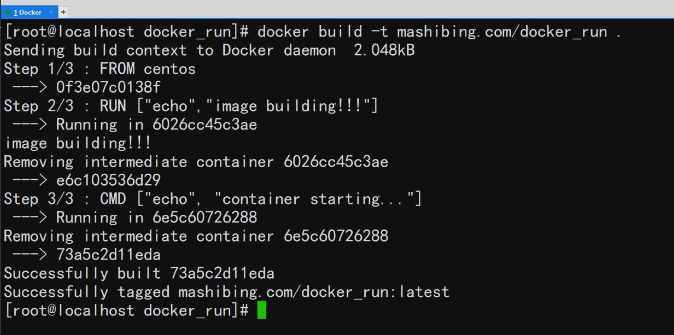 1 Docker
[root@localhost docker_run]# docker build -t mashibing.com/docker_run .
Sending build context to Docker daemon  2.048kB
Step 1/3 : FROM centos
 ---> 0f3e07c0138f
Step 2/3 : RUN ["echo","image building!!!"]
 ---> Running in 6026cc45c3ae
image building!!!
Removing intermediate container 6026cc45c3ae
 ---> e6c103536d29
Step 3/3 : CMD ["echo", "container starting..."]
 ---> Running in 6e5c60726288
Removing intermediate container 6e5c60726288
 ---> 73a5c2d11eda
Successfully built 73a5c2d11eda
Successfully tagged mashibing.com/docker_run:latest
[root@localhost docker_run]#